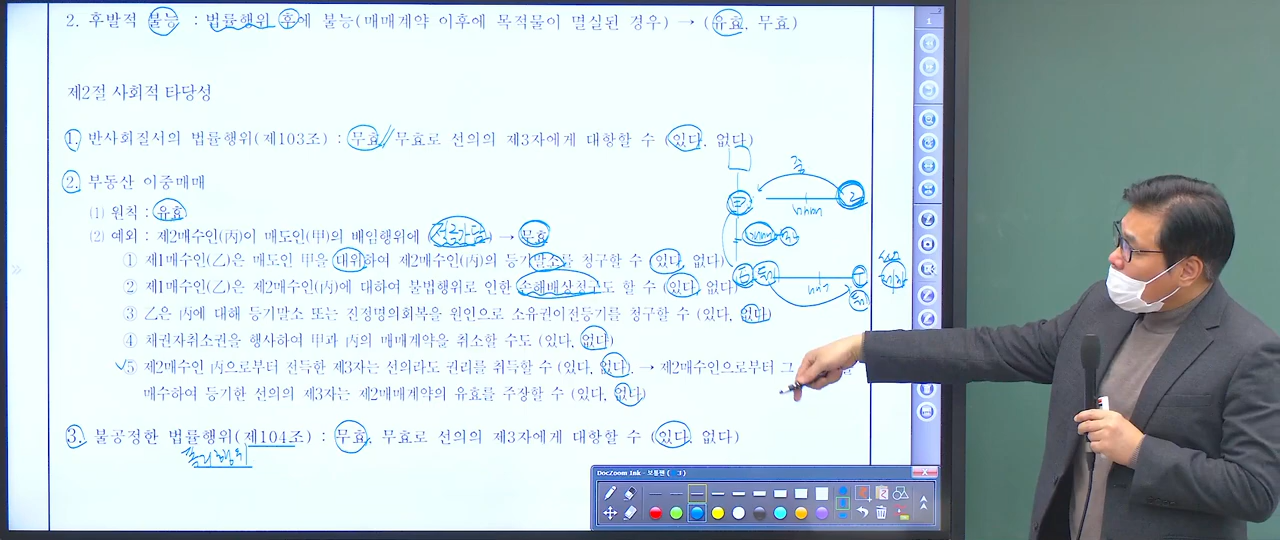 2. 후발적 불능 : 법률행위 후에 불능(매매계약 이후에 목적물이 멸실된 경우) → (유효, 무효)
제2절 사회적 타당성
1. 반사회질서의 법률행위(제103조) : 무효// 무효로 선의의 제3자에게 대항할 수 (있다, 없다)
2. 부동산 이중매매
(1) 원칙 : 유효
(2) 예외 : 제2매수인(丙)이 매도인(甲)의 배임행위에 (적극가담) → 무효
① 제1매수인(乙)은 매도인 甲을 대위하여 제2매수인(丙)의 등기말소를 청구할 수 (있다, 없다)
② 제1매수인(乙)은 제2매수인(丙)에 대하여 불법행위로 인한 손해배상청구도 할 수 (있다, 없다)
③ 乙은 丙에 대해 등기말소 또는 진정명의회복을 원인으로 소유권이전등기를 청구할 수 (있다, 없다)
④ 채권자취소권을 행사하여 甲과 丙의 매매계약을 취소할 수도 (있다, 없다)
⑤ 제2매수인 丙으로부터 전득한 제3자는 선의라도 권리를 취득할 수 (있다, 없다) → 제2매수인으로부터 그
매수하여 등기한 선의의 제3자는 제2매매계약의 유효를 주장할 수 (있다, 없다)
3. 불공정한 법률행위(제104조) : 무효, 무효로 선의의 제3자에게 대항할 수 (있다, 없다)
폭리행위
중
甲
乙
DocZoom Ink - 보통펜 ( 3)